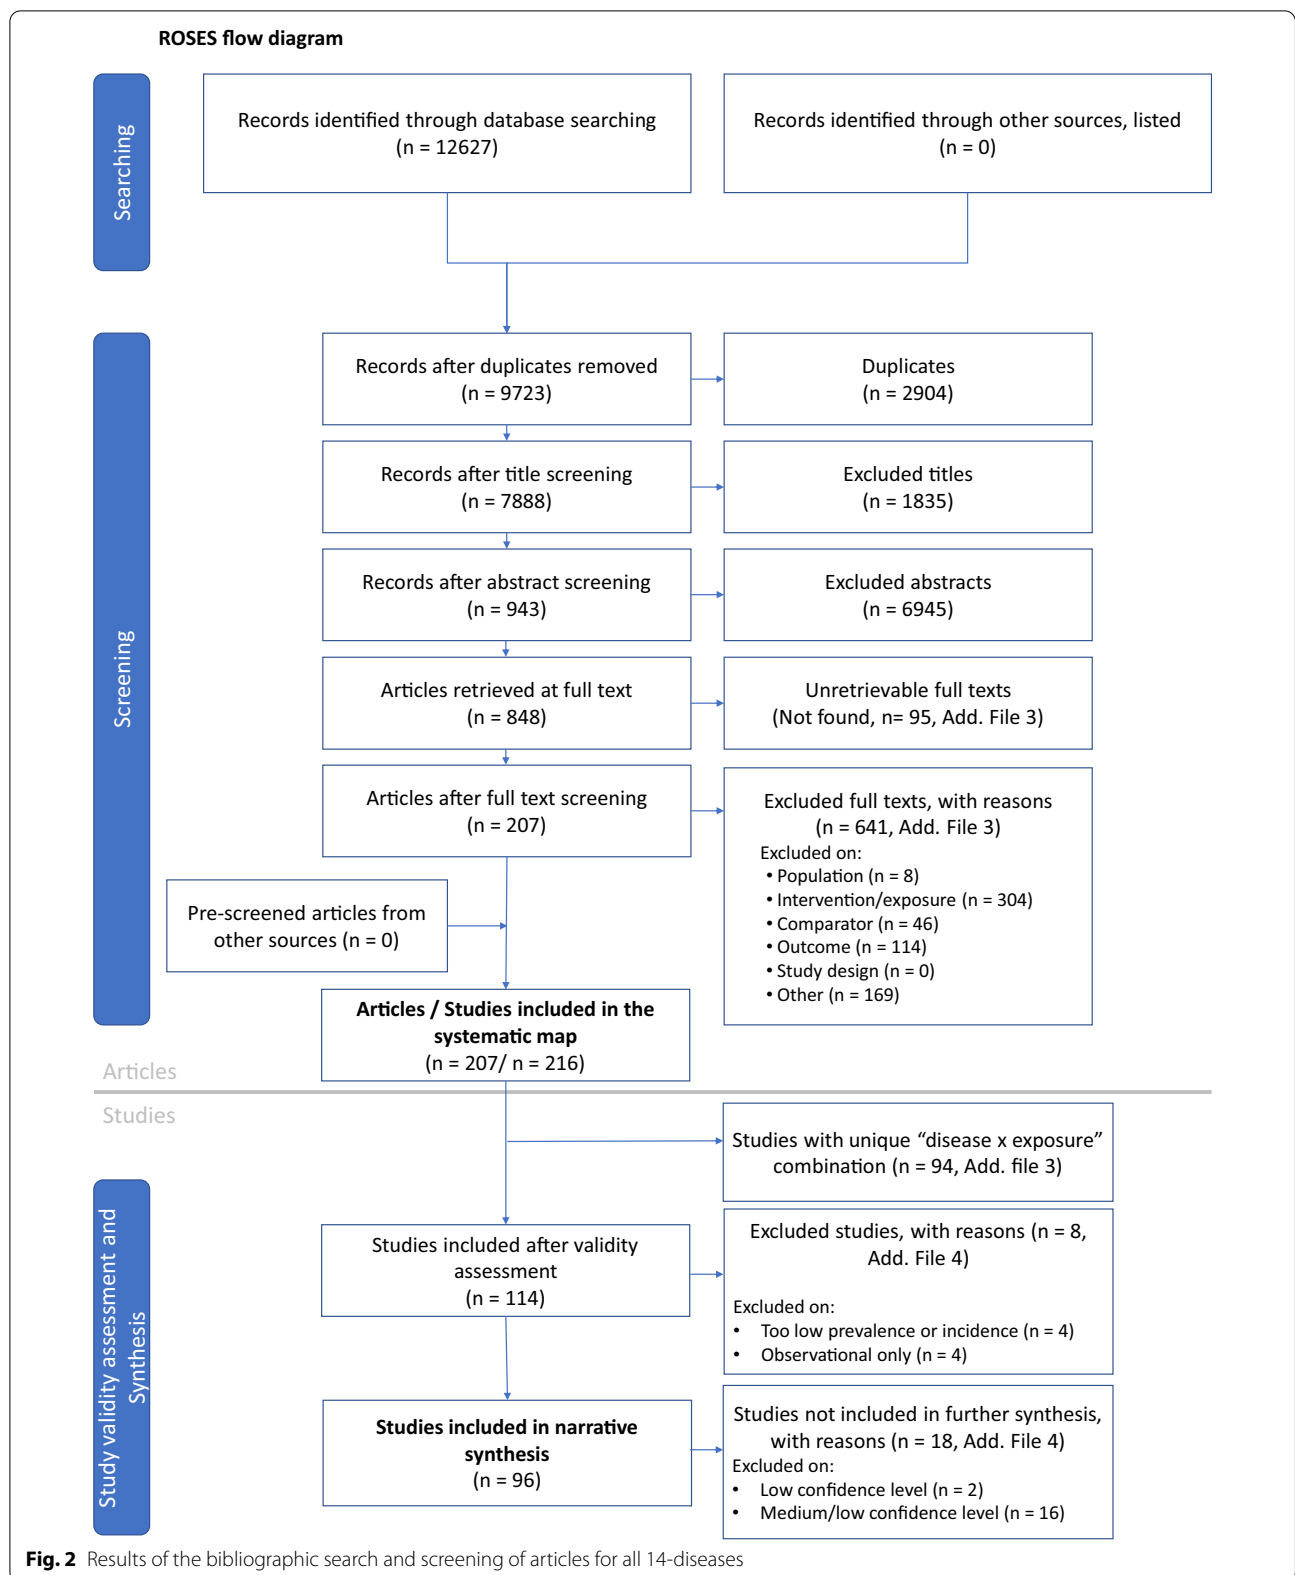 ROSES flow diagram
Searching
Records identified through database searching
(n = 12627)
Records identified through other sources, listed
(n = 0)
Screening
Records after duplicates removed
(n = 9723)
Duplicates
(n = 2904)
Records after title screening
(n = 7888)
Excluded titles
(n = 1835)
Records after abstract screening
(n = 943)
Excluded abstracts
(n = 6945)
Articles retrieved at full text
(n = 848)
Unretrievable full texts
(Not found, n= 95, Add. File 3)
Articles after full text screening
(n = 207)
Excluded full texts, with reasons
(n = 641, Add. File 3)
Excluded on:
• Population (n = 8)
• Intervention/exposure (n = 304)
• Comparator (n = 46)
• Outcome (n = 114)
• Study design (n = 0)
• Other (n = 169)
Pre-screened articles from
other sources (n = 0)
Articles / Studies included in the
systematic map
(n = 207/ n = 216)
Articles
Studies
Studies with unique “disease x exposure”
combination (n = 94, Add. file 3)
Study validity assessment and
Synthesis
Studies included after validity
assessment
(n = 114)
Excluded studies, with reasons (n = 8,
Add. File 4)
Excluded on:
• Too low prevalence or incidence (n = 4)
• Observational only (n = 4)
Studies included in narrative
synthesis
(n = 96)
Studies not included in further synthesis,
with reasons (n = 18, Add. File 4)
Excluded on:
• Low confidence level (n = 2)
• Medium/low confidence level (n = 16)
Fig. 2 Results of the bibliographic search and screening of articles for all 14-diseases